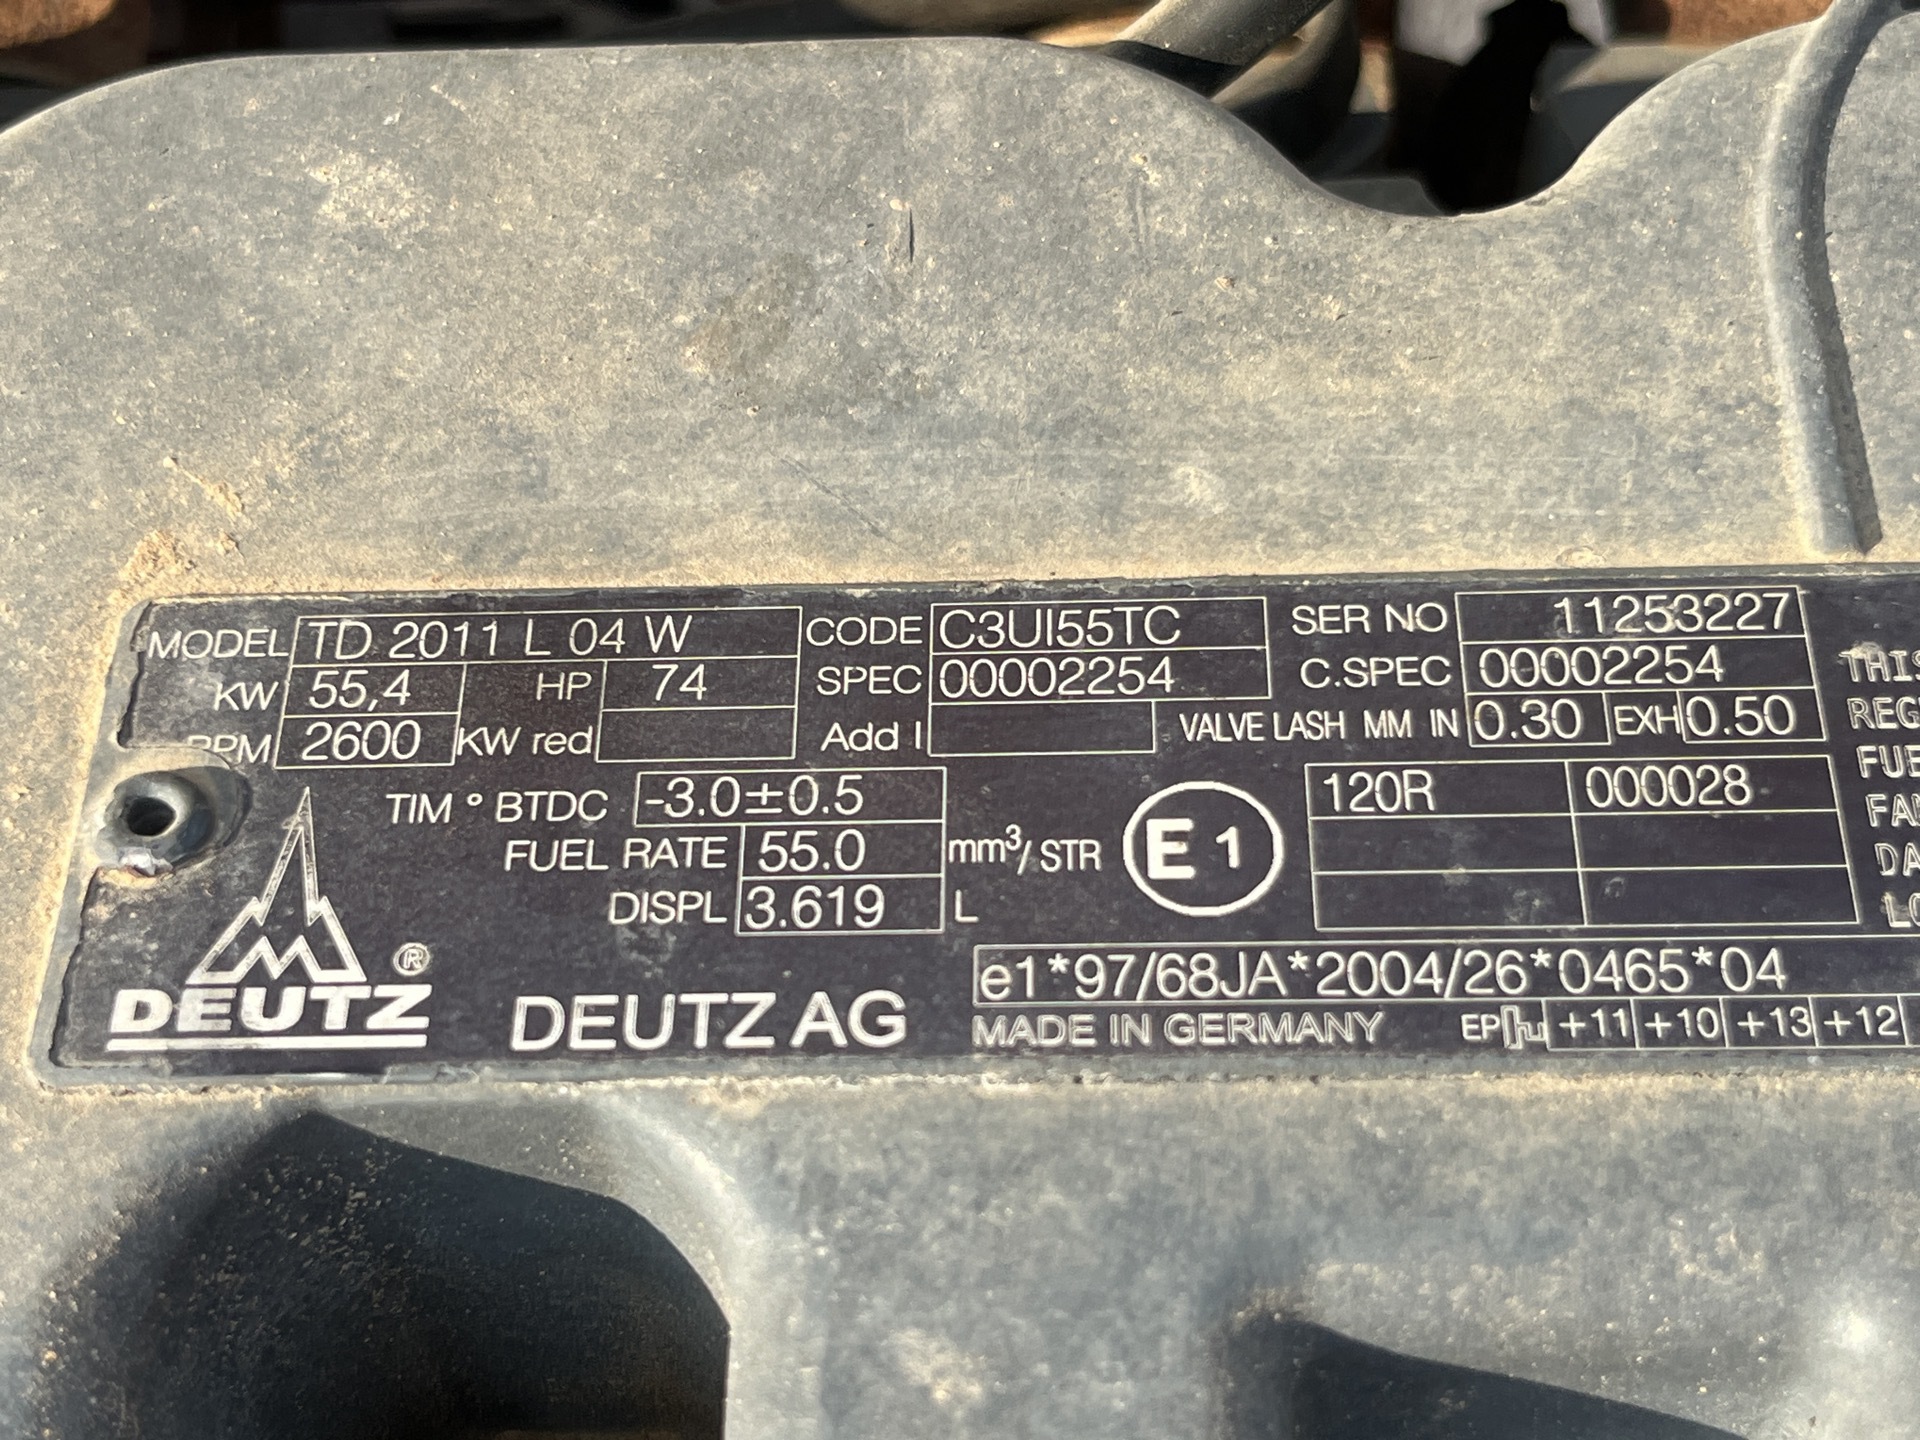 MODEL TD 2011 L 04 W CODE C3UI55TC SER NO 11253227
KW 55,4 HP 74 SPEC 00002254 C.SPEC 00002254
RPM 2600 KW red Add I VALVE LASH MM IN 0.30 EXH 0.50
TIM ° BTDC -3.0±0.5 120R 000028
FUEL RATE 55.0 mm³/ STR E 1
DISPL 3.619 L
e1*97/68JA*2004/26*0465*04
DEUTZ ® DEUTZ AG MADE IN GERMANY EP +11 +10 +13 +12